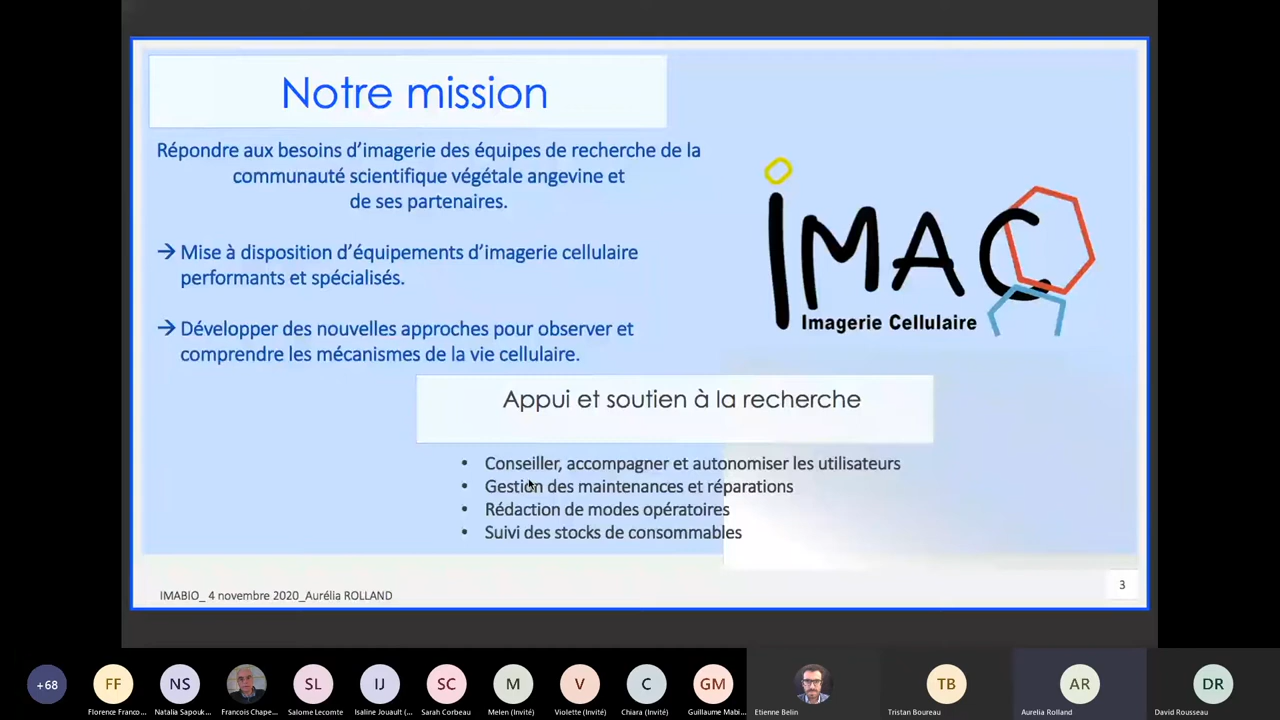 Notre mission
Répondre aux besoins d'imagerie des équipes de recherche de la
communauté scientifique végétale angevine et
de ses partenaires.
→ Mise à disposition d'équipements d'imagerie cellulaire
performants et spécialisés.
→ Développer des nouvelles approches pour observer et
comprendre les mécanismes de la vie cellulaire.
IMAC
Imagerie Cellulaire
Appui et soutien à la recherche
• Conseiller, accompagner et autonomiser les utilisateurs
• Gestion des maintenances et réparations
• Rédaction de modes opératoires
• Suivi des stocks de consommables
IMABIO_ 4 novembre 2020_Aurélia ROLLAND
3
+68 FF NS SL IJ SC M V C GM TB AR DR
Florence Franco... Natalia Sapouk... Francois Chape... Salome Lecomte Isaline Jouault (... Sarah Corbeau Melen (Invité) Violette (Invité) Chiara (Invité) Guillaume Mabi... Etienne Belin Tristan Boureau Aurelia Rolland David Rousseau